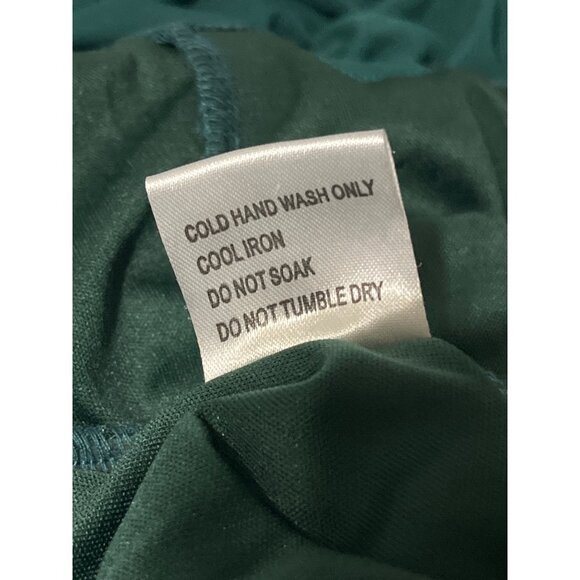 COLD HAND WASH ONLY
COOL IRON
DO NOT SOAK
DO NOT TUMBLE DRY